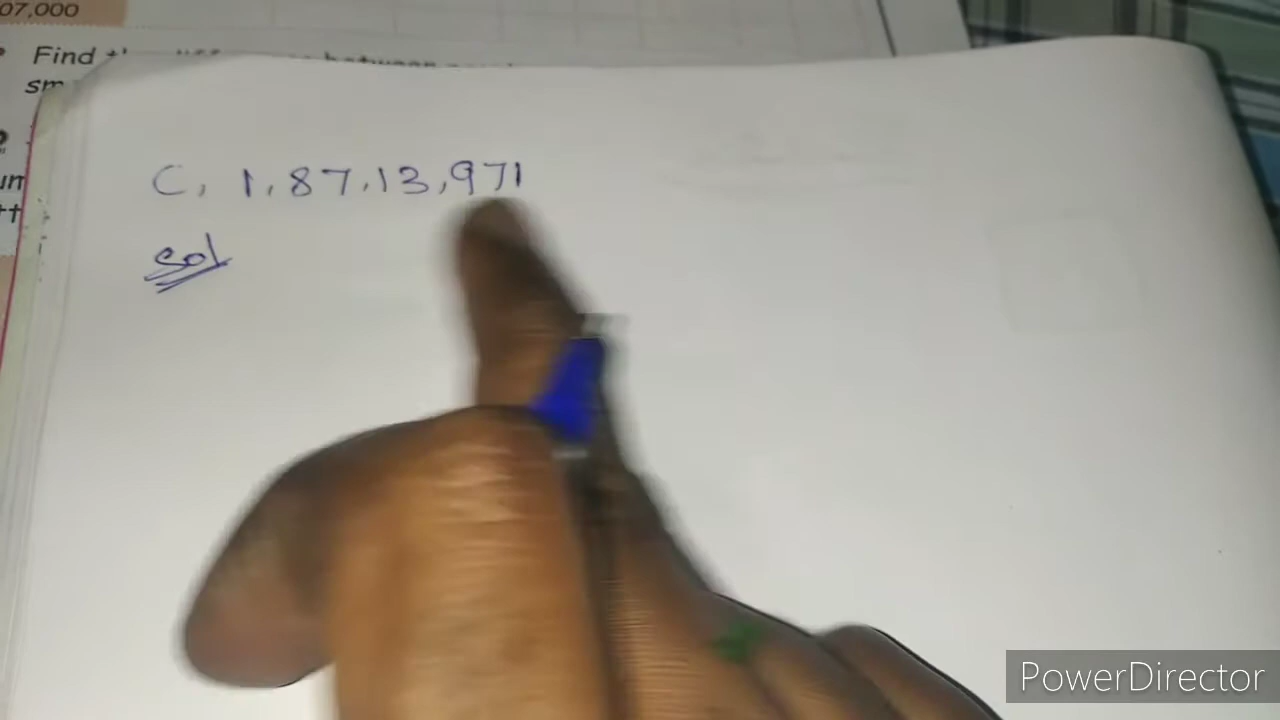 07,000
Find
sm
C, 1,87,13,971
Sol
PowerDirector